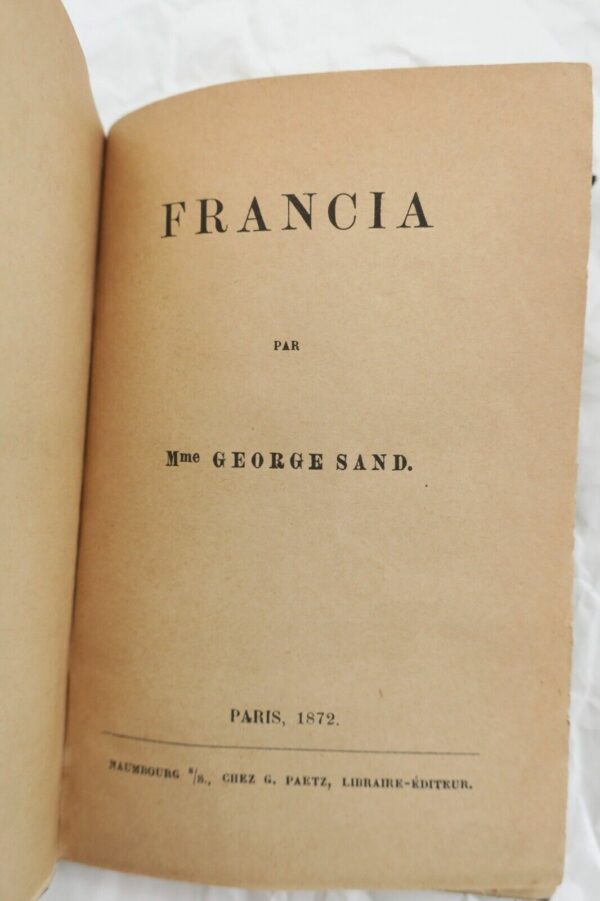 FRANCIA
PAR
Mme GEORGE SAND.
PARIS, 1872.
NAUMBOURG s/S., CHEZ G. PAETZ, LIBRAIRE-ÉDITEUR.